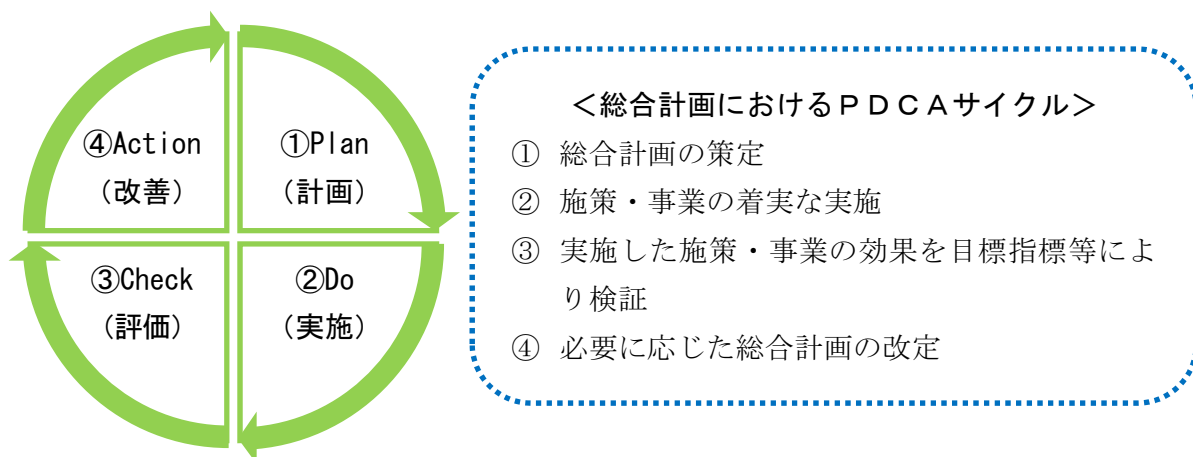 ④Action
（改善）
①Plan
（計画）
③Check
（評価）
②Do
（実施）
＜総合計画におけるＰＤＣＡサイクル＞
① 総合計画の策定
② 施策・事業の着実な実施
③ 実施した施策・事業の効果を目標指標等によ
り検証
④ 必要に応じた総合計画の改定